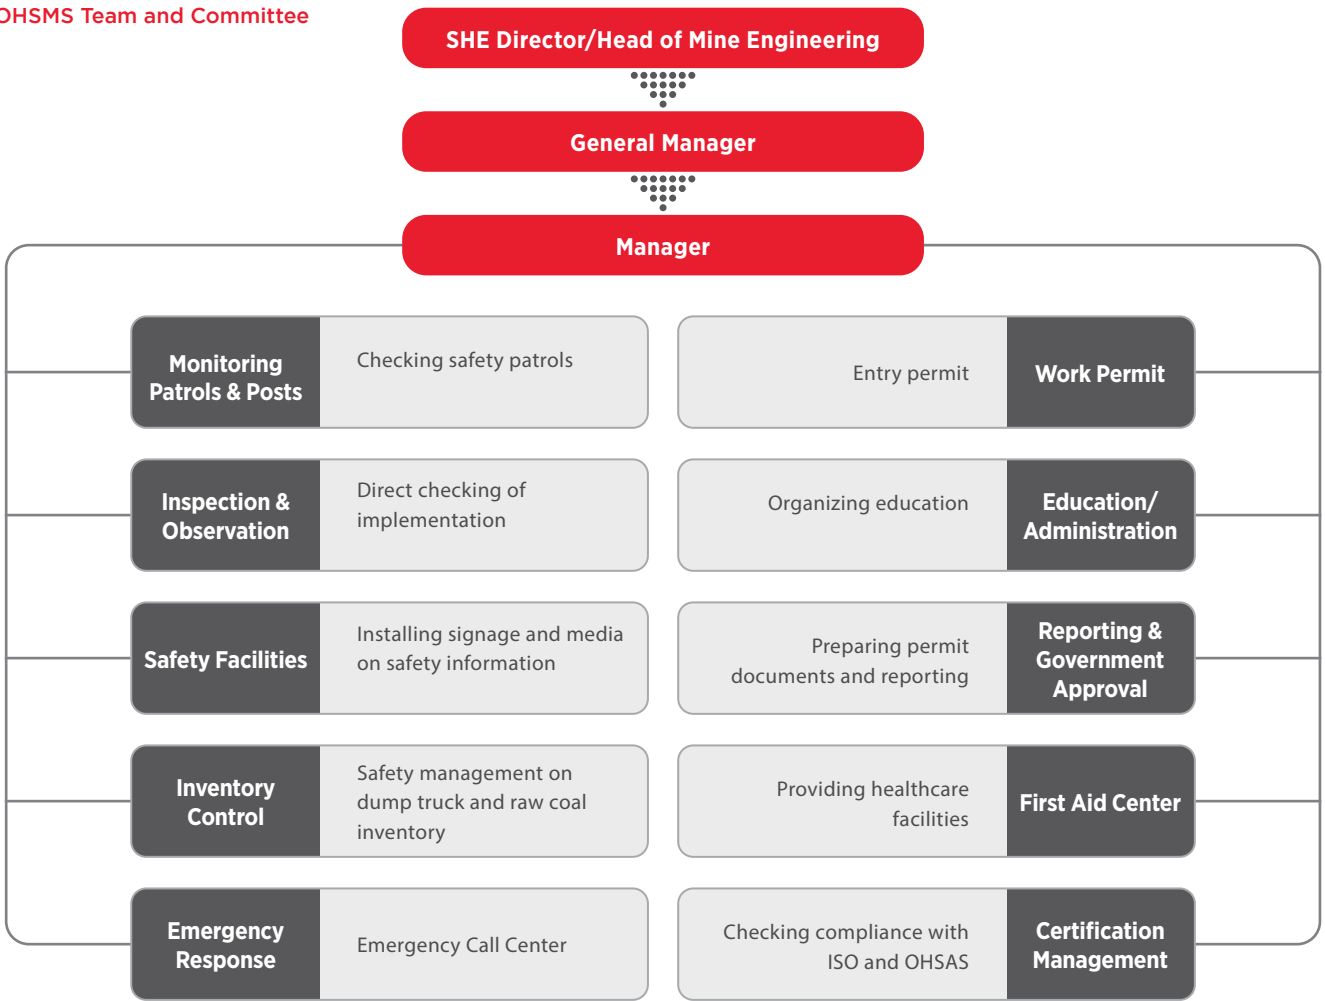 OHSMS Team and Committee
SHE Director/Head of Mine Engineering
General Manager
Manager
Monitoring
Patrols & Posts
Checking safety patrols
Entry permit
Work Permit
Inspection &
Observation
Direct checking of
implementation
Organizing education
Education/
Administration
Safety Facilities
Installing signage and media
on safety information
Preparing permit
documents and reporting
Reporting &
Government
Approval
Inventory
Control
Safety management on
dump truck and raw coal
inventory
Providing healthcare
facilities
First Aid Center
Emergency
Response
Emergency Call Center
Checking compliance with
ISO and OHSAS
Certification
Management